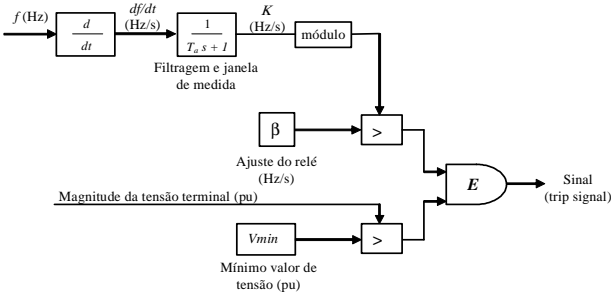 f (Hz)
d
dt
df/dt
(Hz/s)
1
Tₐ s + 1
K
(Hz/s)
módulo
Filtragem e janela
de medida
>
β
Ajuste do relé
(Hz/s)
E
Sinal
(trip signal)
Magnitude da tensão terminal (pu)
Vmin
>
Mínimo valor de
tensão (pu)